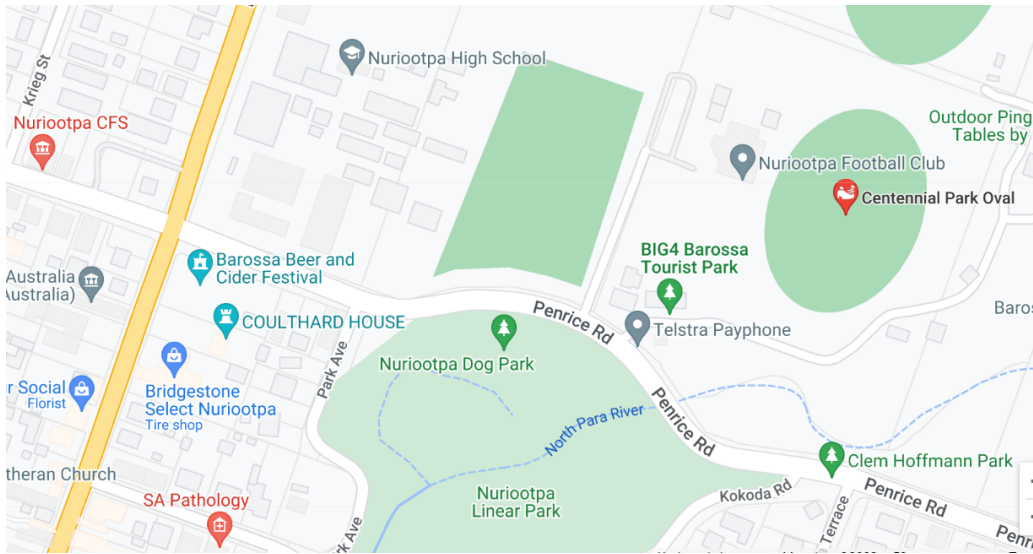 Krieg St
Nuriootpa High School
Nuriootpa CFS
Outdoor Ping
Tables by
Nuriootpa Football Club
Centennial Park Oval
BIG4 Barossa
Tourist Park
Barossa Beer and
Cider Festival
Australia
Australia)
COULTHARD HOUSE
Penrice Rd
Telstra Payphone
Baros
Park Ave
Nuriootpa Dog Park
Bridgestone
Select Nuriootpa
Tire shop
r Social
Florist
North Para River
Penrice Rd
theran Church
Clem Hoffmann Park
SA Pathology
Nuriootpa
Linear Park
Kokoda Rd
Penrice Rd
Terrace
rk Ave
Penri